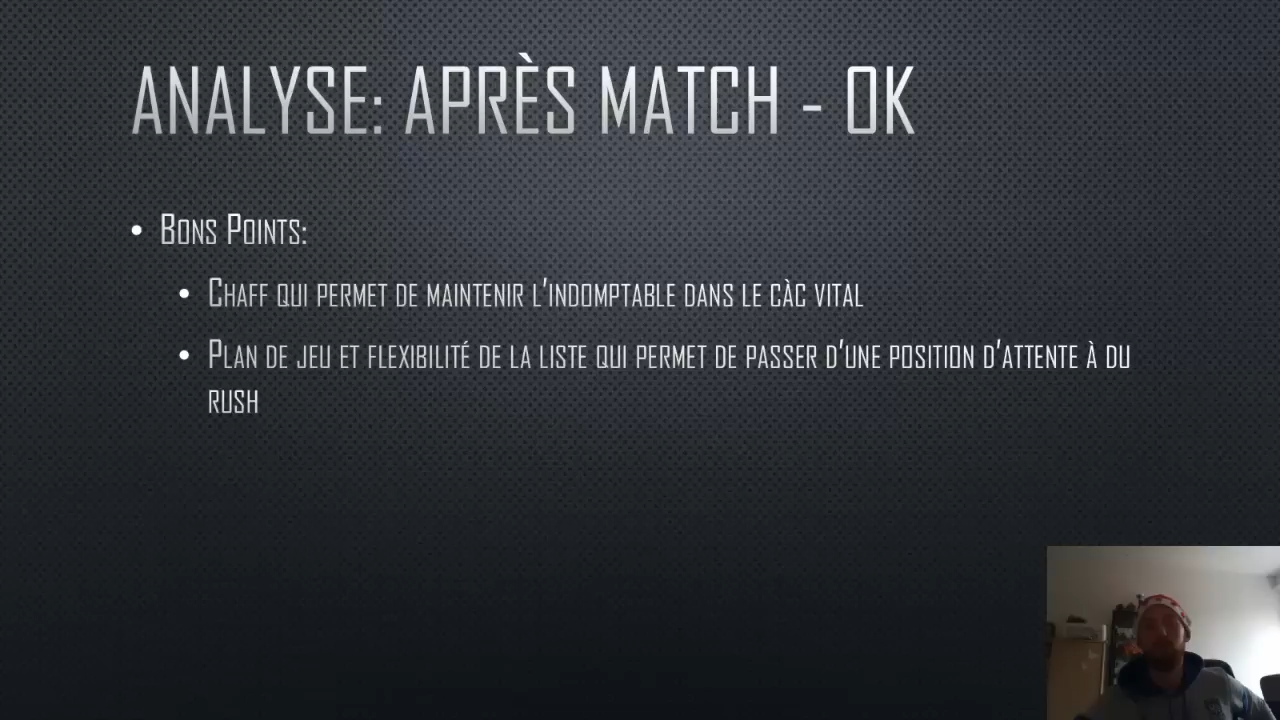 ANALYSE: APRÈS MATCH - OK
• BONS POINTS:
• CHAFF QUI PERMET DE MAINTENIR L'INDOMPTABLE DANS LE CÀC VITAL
• PLAN DE JEU ET FLEXIBILITÉ DE LA LISTE QUI PERMET DE PASSER D'UNE POSITION D'ATTENTE À DU
RUSH